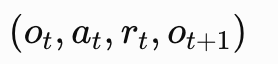 (o_t, a_t, r_t, o_{t+1})